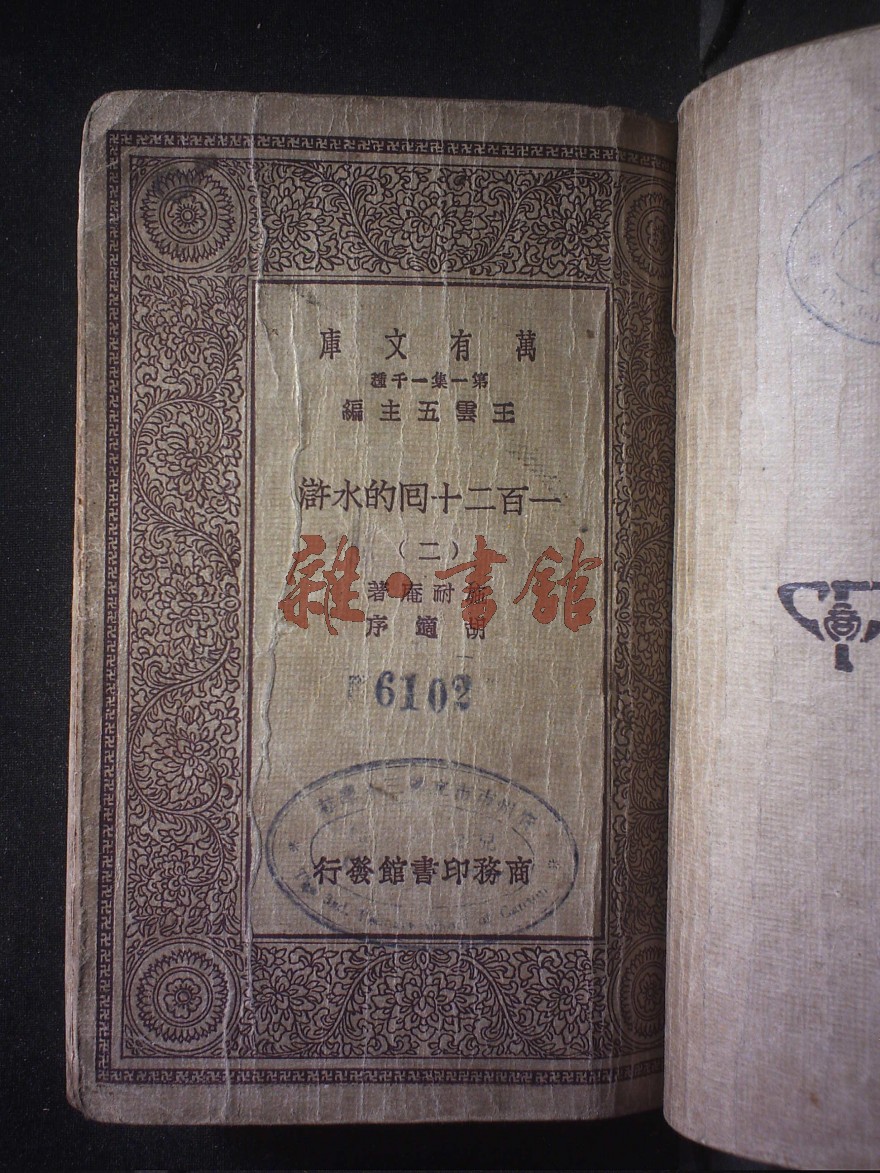 萬有文庫
第一集一千種
王雲五主編
一百二十囘的水滸
(二)
施耐庵著
胡適序
雜·書館
6102
商務印書館發行